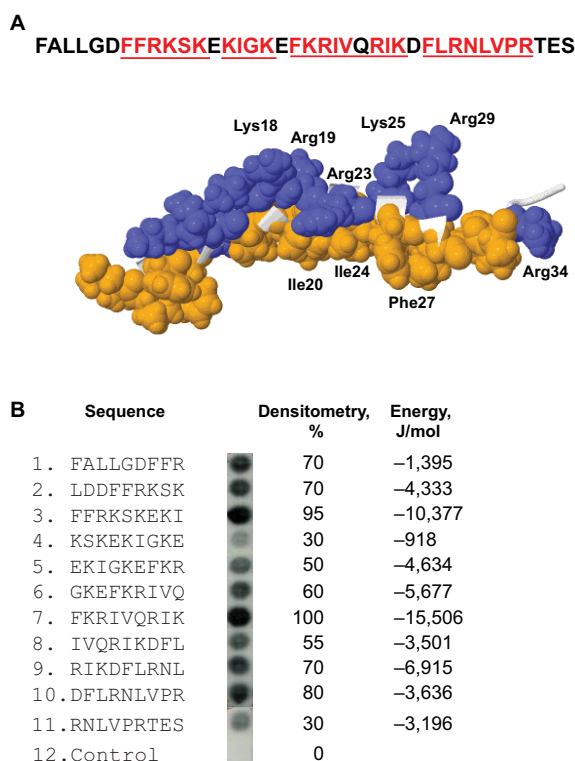 A
FALLGDFFRKSKEKIGKEFKRIVQRIKDFLRNLVPRTES
Lys18 Arg19 Lys25 Arg29
Arg23
Ile20 Ile24 Phe27 Arg34
B Sequence Densitometry, % Energy, J/mol
1. FALLGDFFR 70 –1,395
2. LDDFFRKSK 70 –4,333
3. FFRKSKEKI 95 –10,377
4. KSKEKIGKE 30 –918
5. EKIGKEFKR 50 –4,634
6. GKEFKRIVQ 60 –5,677
7. FKRIVQRIK 100 –15,506
8. IVQRIKDFL 55 –3,501
9. RIKDFLRNL 70 –6,915
10.DFLRNLVPR 80 –3,636
11.RNLVPRTES 30 –3,196
12.Control 0